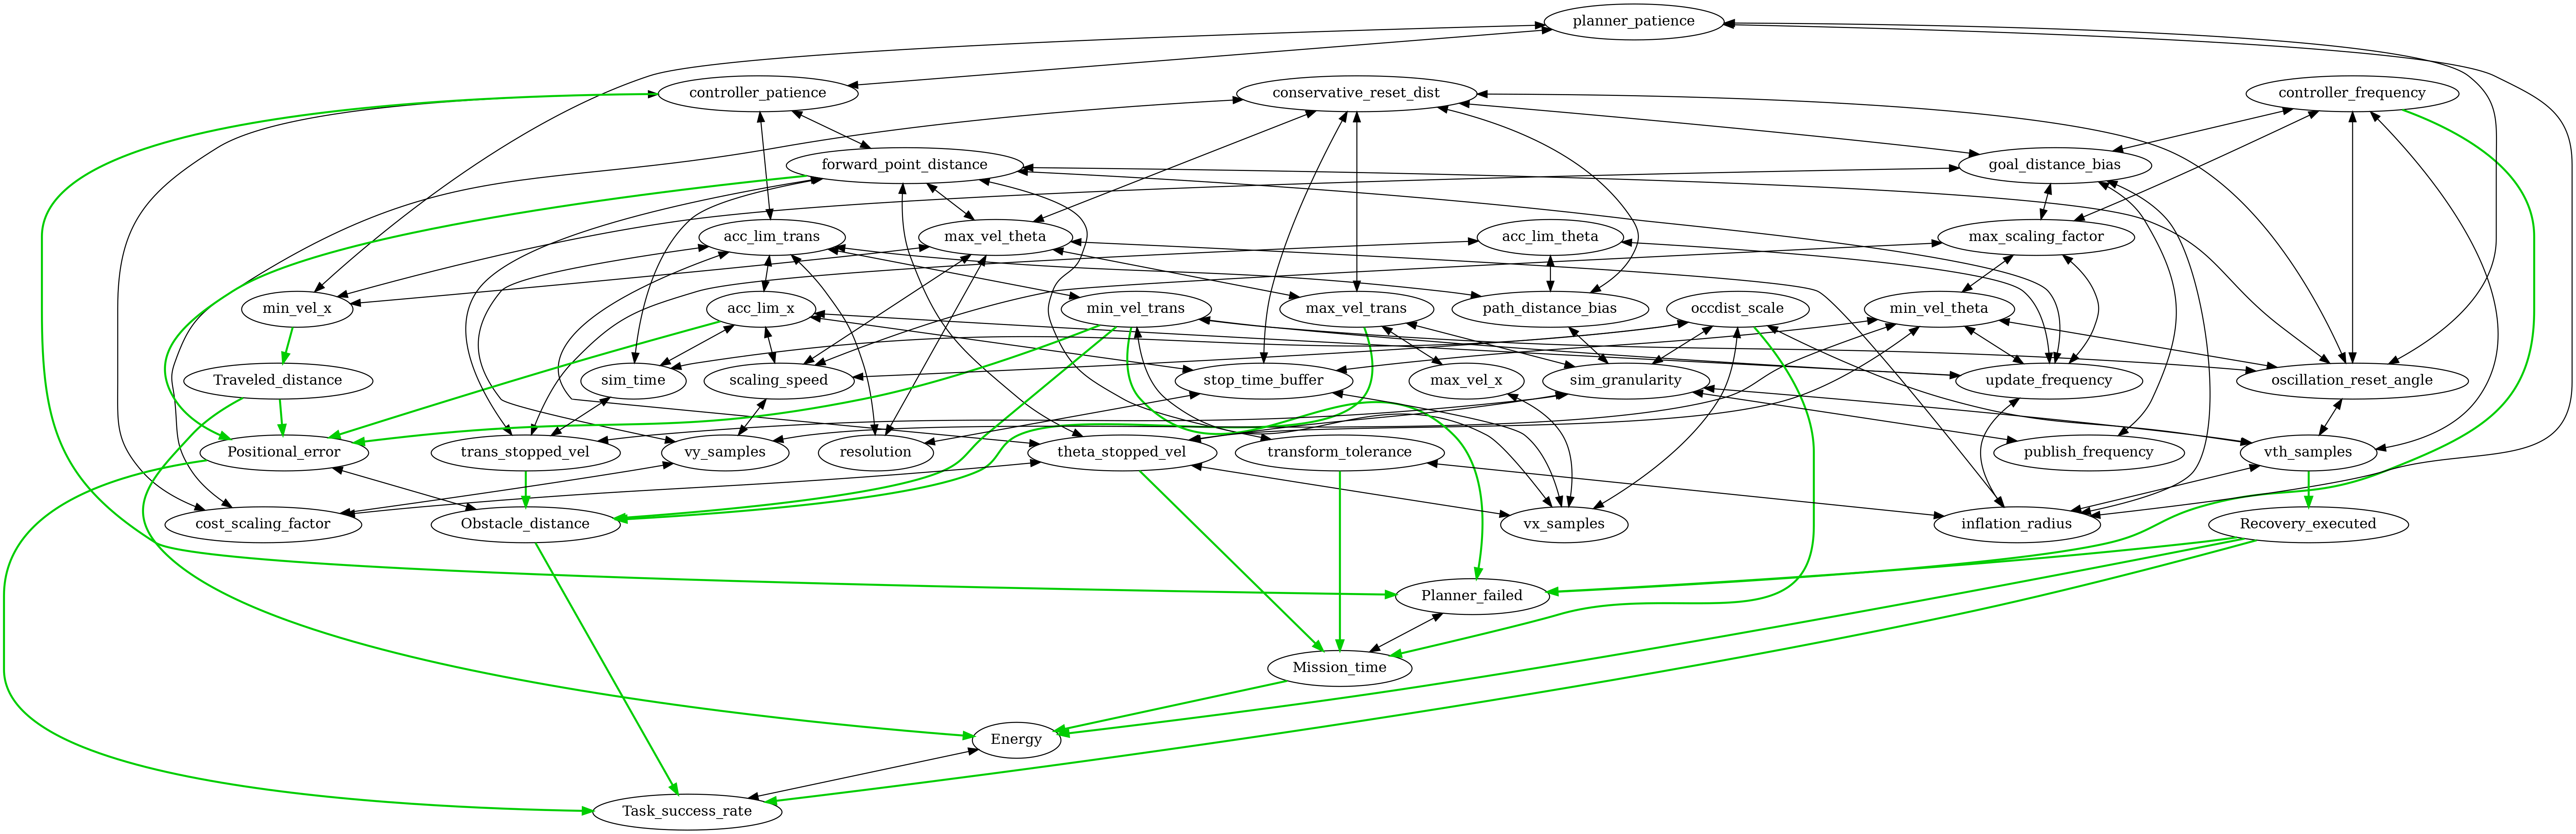 planner_patience
controller_patience
conservative_reset_dist
controller_frequency
forward_point_distance
goal_distance_bias
acc_lim_trans
max_vel_theta
acc_lim_theta
max_scaling_factor
min_vel_x
acc_lim_x
min_vel_trans
max_vel_trans
path_distance_bias
occdist_scale
min_vel_theta
Traveled_distance
sim_time
scaling_speed
stop_time_buffer
max_vel_x
sim_granularity
update_frequency
oscillation_reset_angle
Positional_error
trans_stopped_vel
vy_samples
resolution
theta_stopped_vel
transform_tolerance
publish_frequency
vth_samples
cost_scaling_factor
Obstacle_distance
vx_samples
inflation_radius
Recovery_executed
Planner_failed
Mission_time
Energy
Task_success_rate